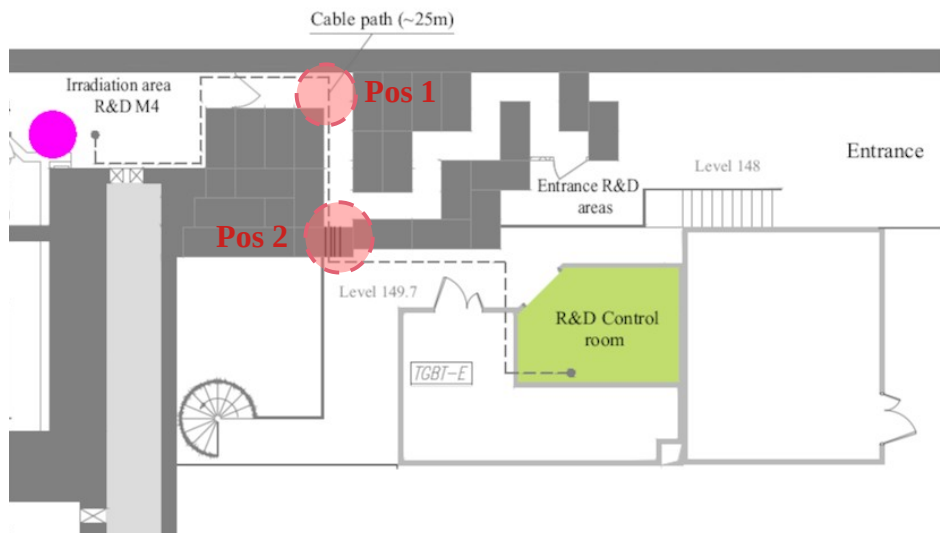 Cable path (~25m)
Irradiation area
R&D M4
Pos 1
Entrance
Level 148
Entrance R&D
areas
Pos 2
Level 149.7
R&D Control
room
TGBT-E